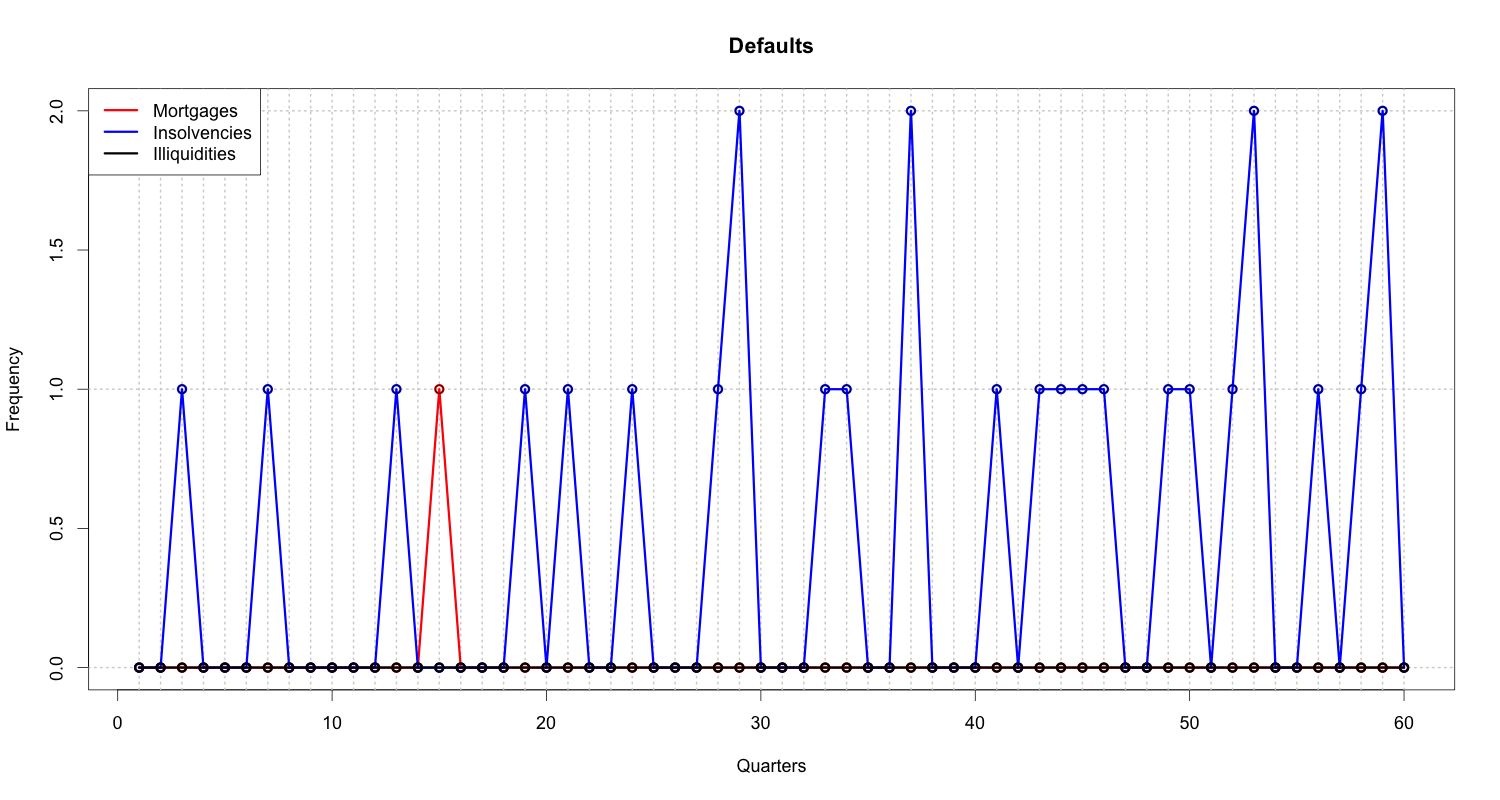 Defaults
Mortgages
Insolvencies
Illiquidities
Frequency
2.0
1.5
1.0
0.5
0.0
0 10 20 30 40 50 60
Quarters